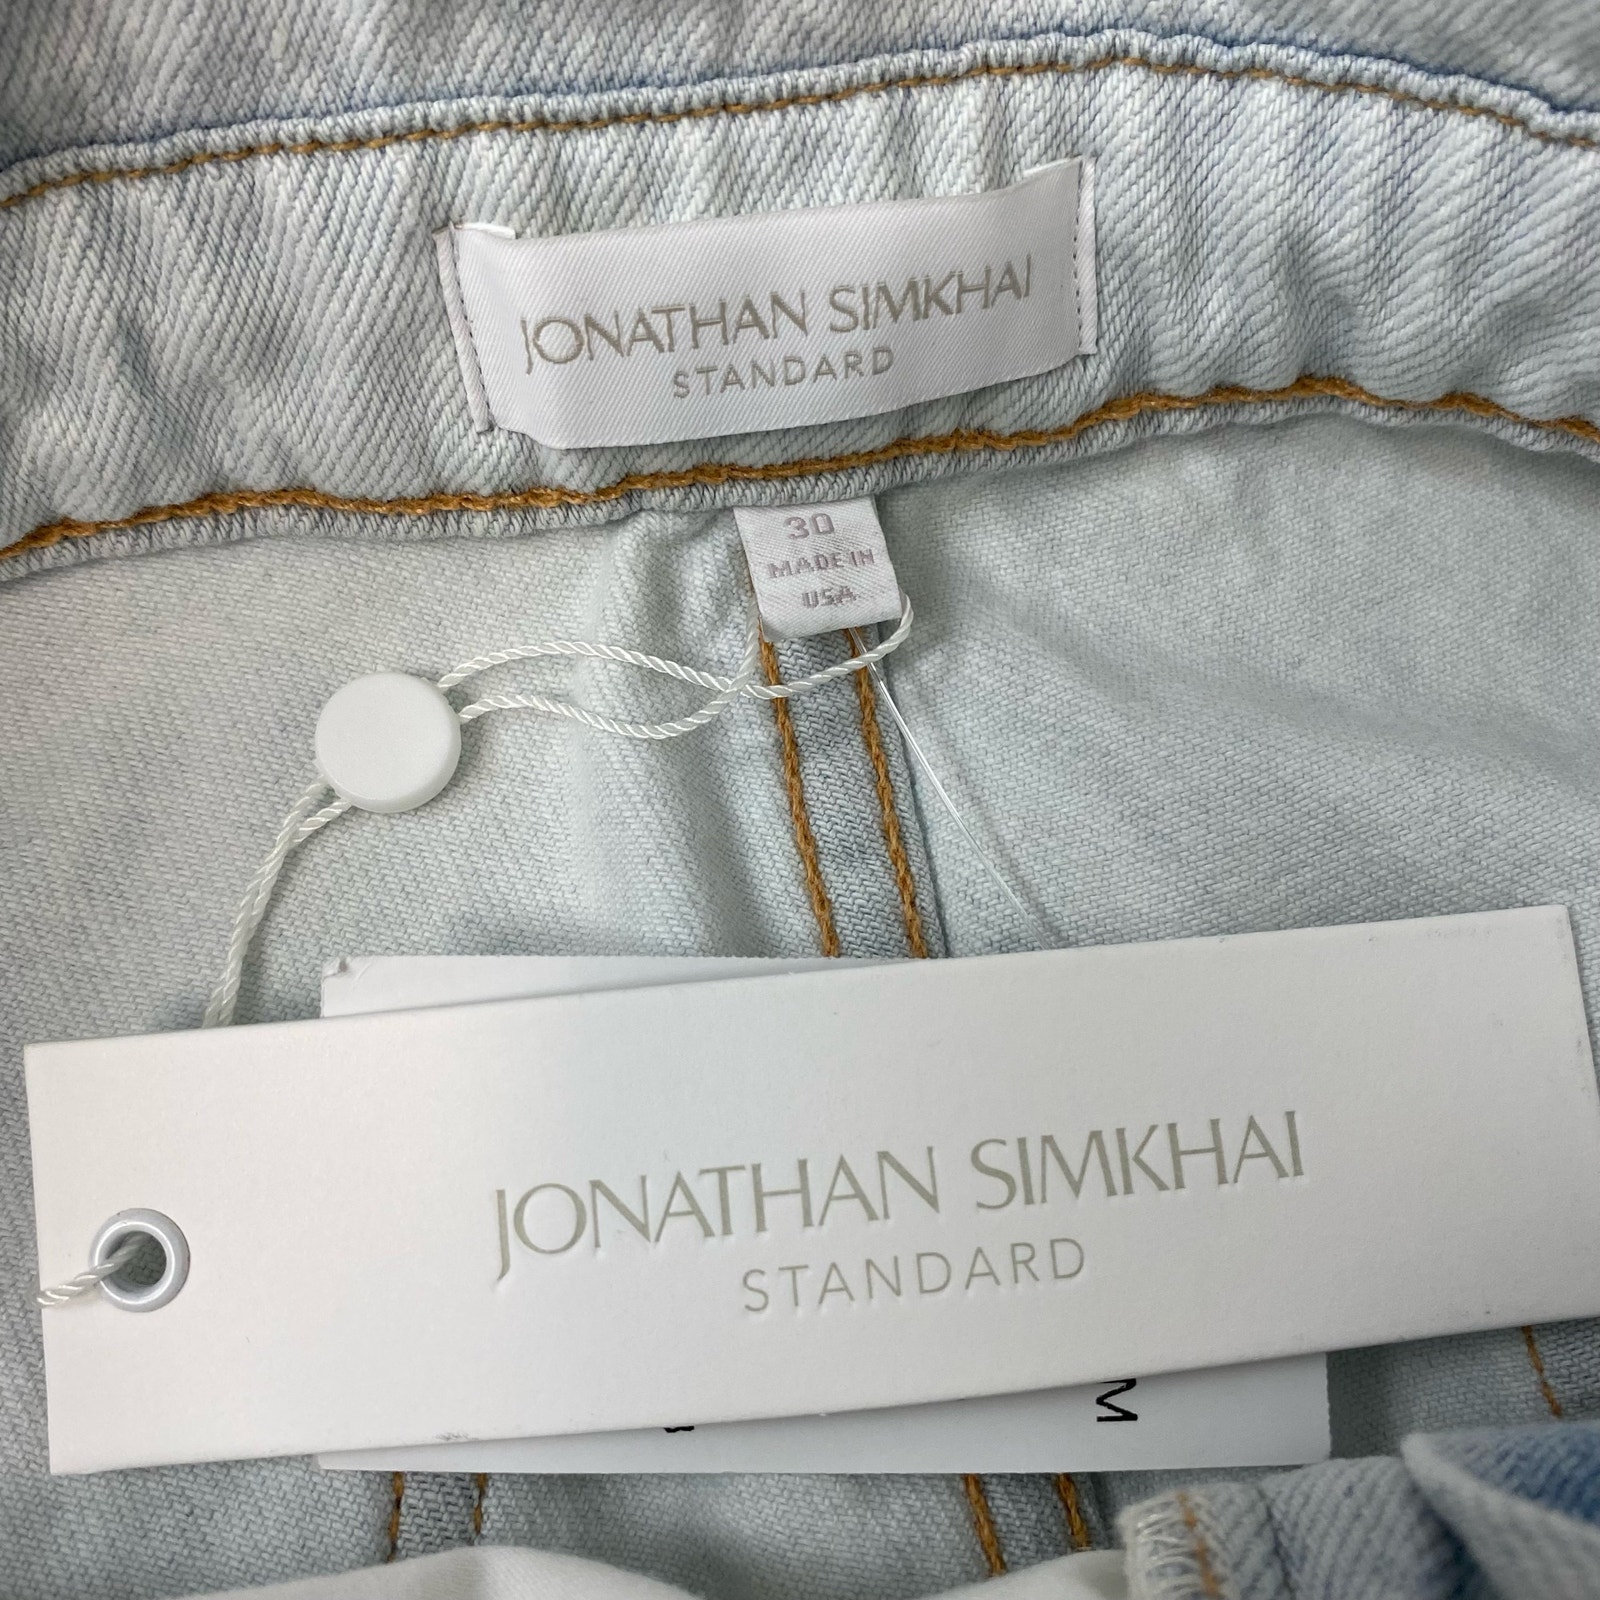 JONATHAN SIMKHAI
STANDARD
30
MADE IN
USA
JONATHAN SIMKHAI
STANDARD
M